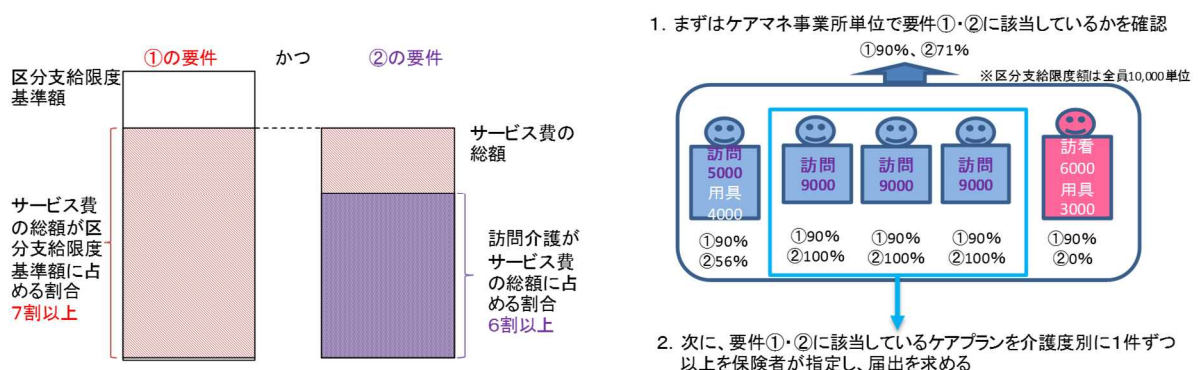 ①の要件 かつ ②の要件
区分支給限度
基準額
サービス費の
総額
サービス費
の総額が区
分支給限度
基準額に占
める割合
7割以上
訪問介護が
サービス費
の総額に占
める割合
6割以上
1．まずはケアマネ事業所単位で要件①・②に該当しているかを確認
①90%、②71%
※区分支給限度額は全員10,000単位
訪問
5000
用具
4000
①90%
②56%
訪問
9000
①90%
②100%
訪問
9000
①90%
②100%
訪問
9000
①90%
②100%
訪看
6000
用具
3000
①90%
②0%
2．次に、要件①・②に該当しているケアプランを介護度別に1件ずつ
以上を保険者が指定し、届出を求める